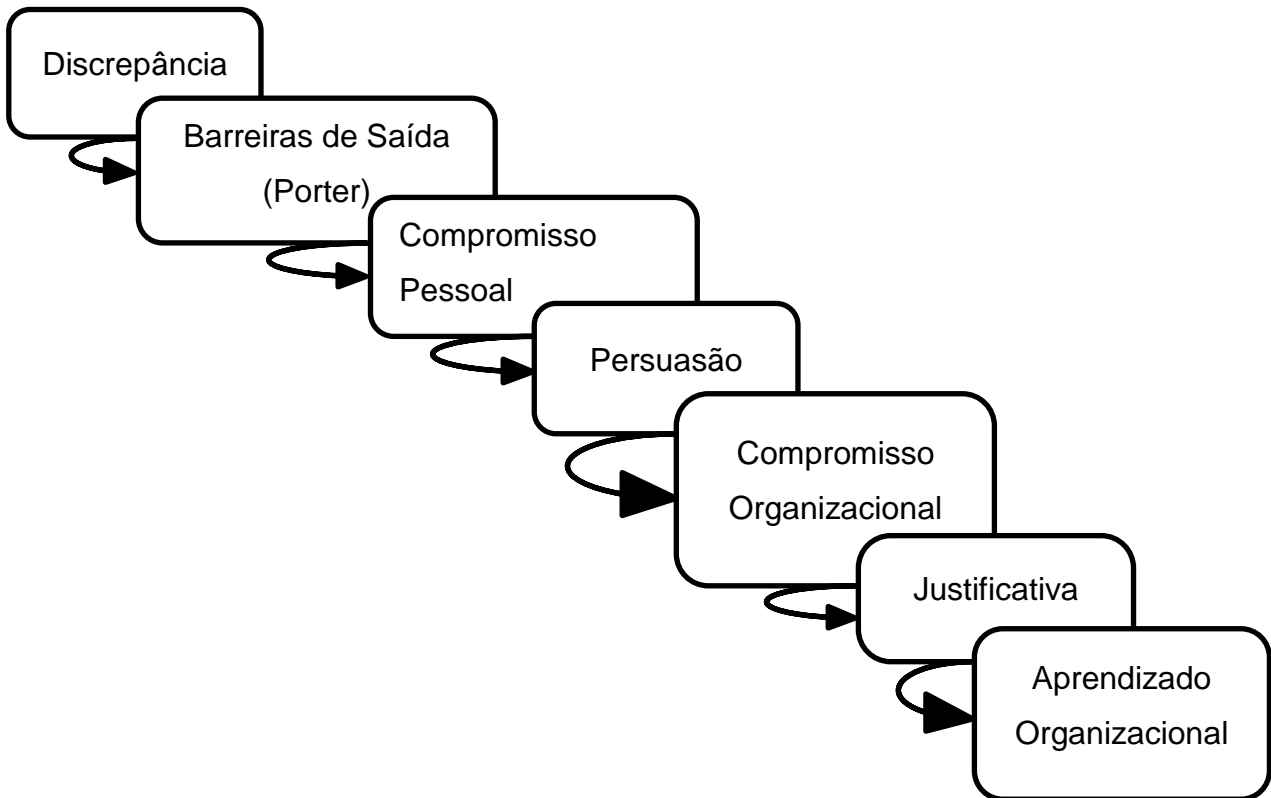 Discrepância
Barreiras de Saída
(Porter)
Compromisso
Pessoal
Persuasão
Compromisso
Organizacional
Justificativa
Aprendizado
Organizacional